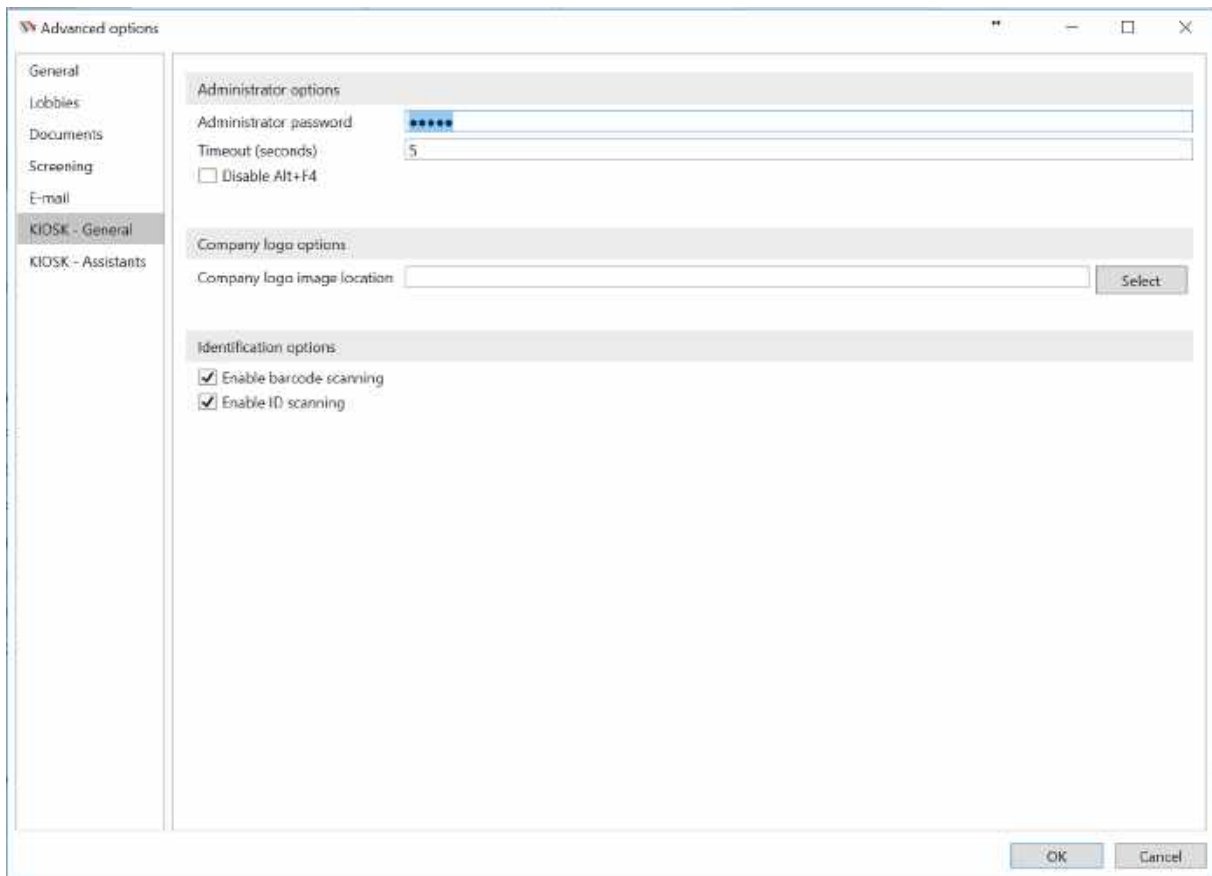 Advanced options
General
Lobbies
Documents
Screening
E-mail
KIOSK - General
KIOSK - Assistants
Administrator options
Administrator password •••••
Timeout (seconds) 5
Disable Alt+F4
Company logo options
Company logo image location Select
Identification options
Enable barcode scanning
Enable ID scanning
OK Cancel